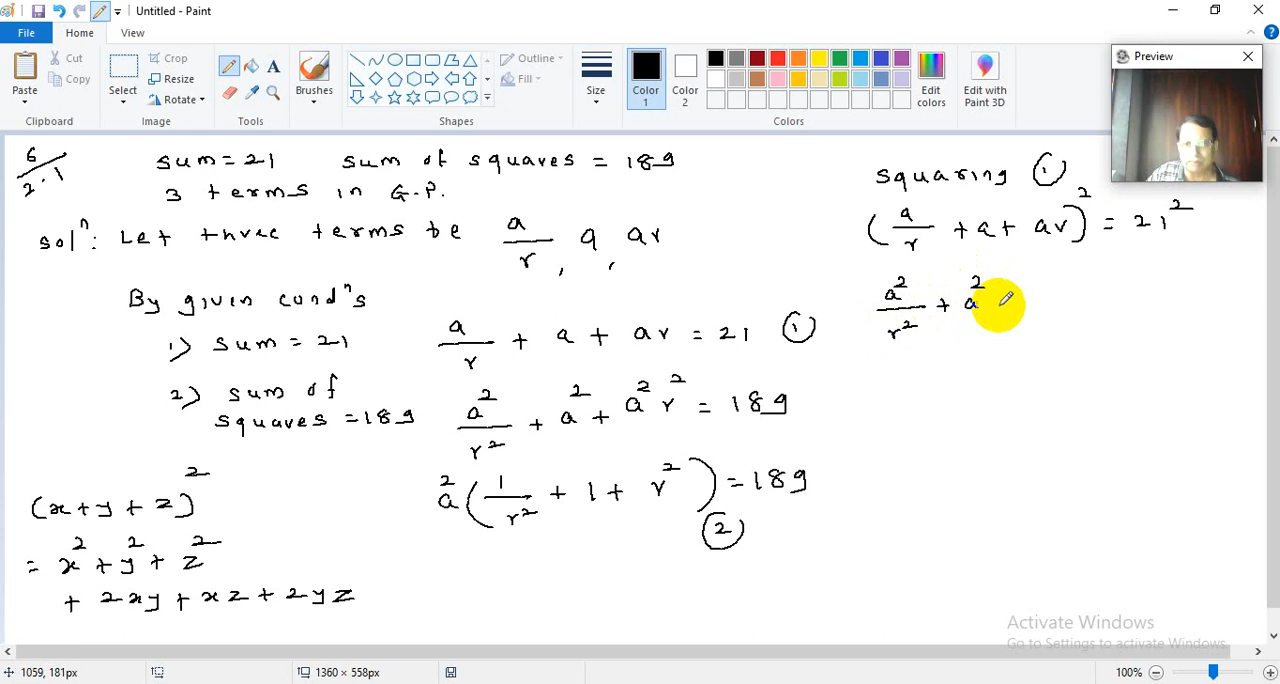 Untitled - Paint
File Home View
Paste Cut Copy Clipboard
Select Crop Resize Rotate Image
Tools
Brushes
Shapes Outline Fill
Size
Color 1 Color 2 Colors Edit colors Edit with Paint 3D
Preview
6/2.1 sum = 21 sum of squares = 189
3 terms in G.P.
solⁿ: Let three terms be a/r, a, ar
By given condⁿs
1) sum = 21 a/r + a + ar = 21 ①
2) sum of squares = 189 a²/r² + a² + a²r² = 189
a²(1/r² + 1 + r²) = 189 ②
(x+y+z)²
= x² + y² + z²
+ 2xy + xz + 2yz
squaring ①
(a/r + a + ar)² = 21²
a²/r² + a²
Activate Windows
Go to Settings to activate Windows.
1059, 181px 1360 × 558px 100%